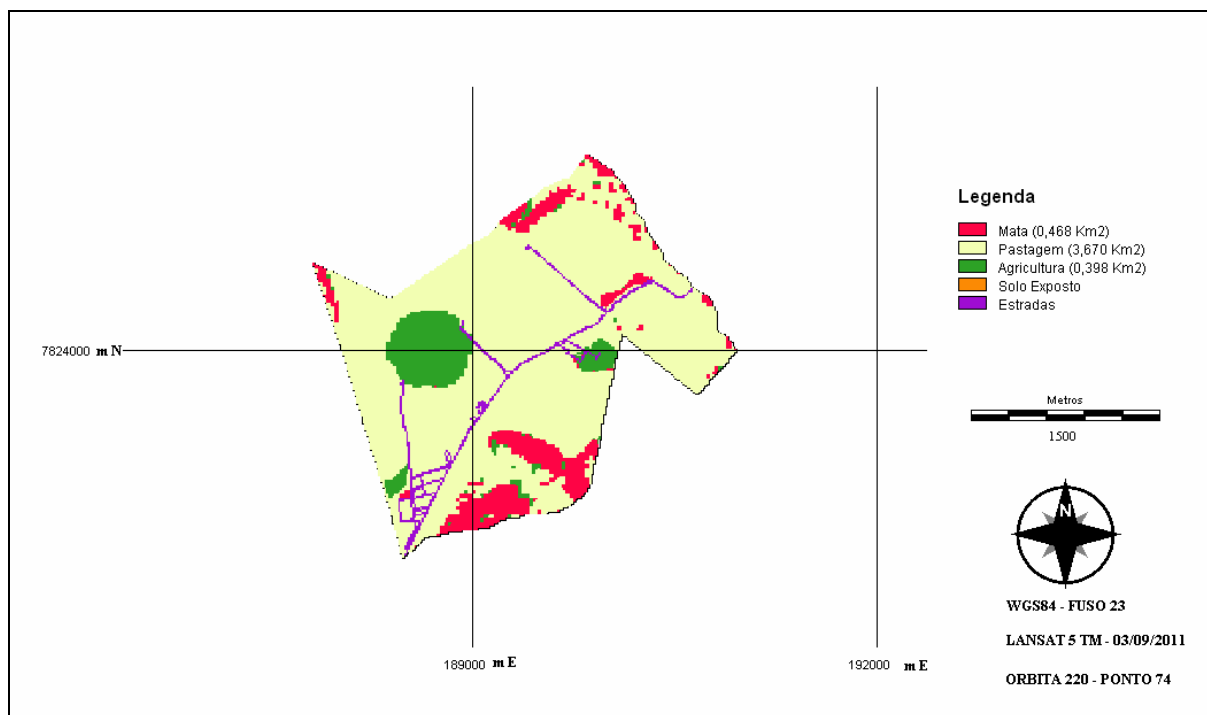 Legenda
Mata (0,468 Km2)
Pastagem (3,670 Km2)
Agricultura (0,398 Km2)
Solo Exposto
Estradas
7824000 m N
Metros
1500
N
WGS84 - FUSO 23
LANSAT 5 TM - 03/09/2011
ORBITA 220 - PONTO 74
189000 m E
192000 m E